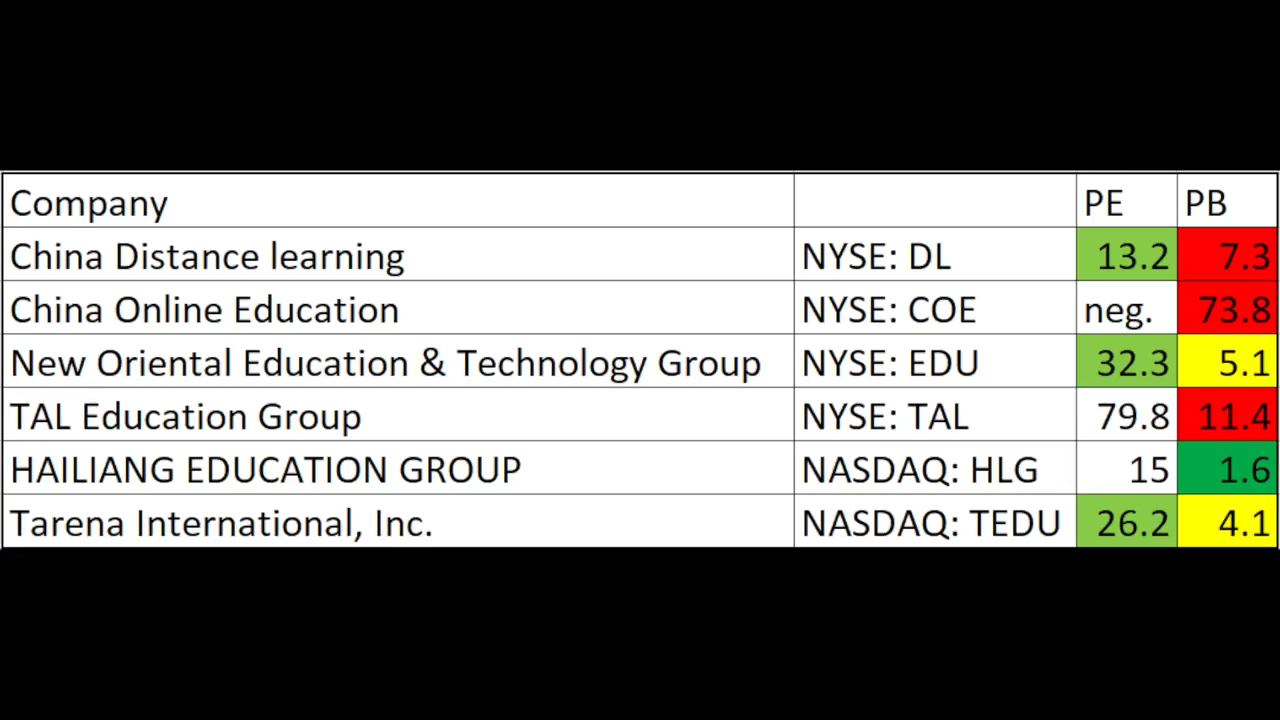 Company PE PB
China Distance learning NYSE: DL 13.2 7.3
China Online Education NYSE: COE neg. 73.8
New Oriental Education & Technology Group NYSE: EDU 32.3 5.1
TAL Education Group NYSE: TAL 79.8 11.4
HAILIANG EDUCATION GROUP NASDAQ: HLG 15 1.6
Tarena International, Inc. NASDAQ: TEDU 26.2 4.1